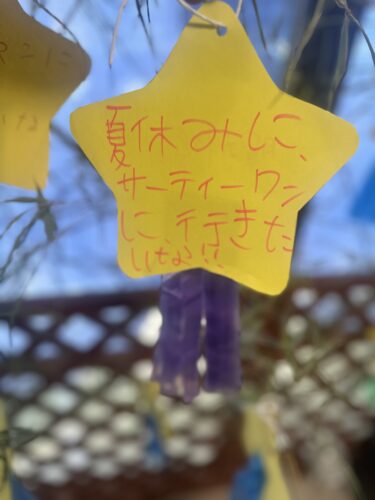 夏休みに、
サーティーワン
に、行きた
いな!!